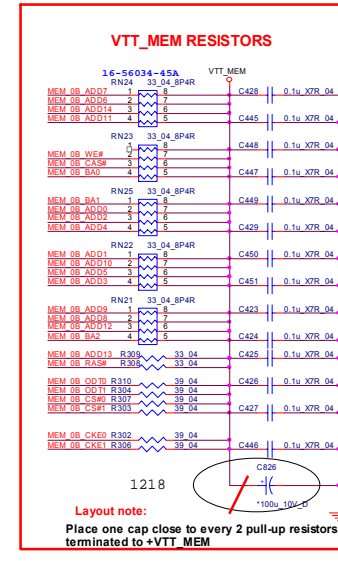 VTT_MEM RESISTORS
16-56034-45A VTT_MEM
RN24 33_04_8P4R
MEM_0B_ADD7 1 8 C428 0.1u_X7R_04
MEM_0B_ADD6 2 7
MEM_0B_ADD14 3 6
MEM_0B_ADD11 4 5 C445 0.1u_X7R_04
RN23 33_04_8P4R
1 8 C448 0.1u_X7R_04
MEM_0B_WE# 2 7
MEM_0B_CAS# 3 6
MEM_0B_BA0 4 5 C447 0.1u_X7R_04
RN25 33_04_8P4R
MEM_0B_BA1 1 8 C449 0.1u_X7R_04
MEM_0B_ADD0 2 7
MEM_0B_ADD2 3 6
MEM_0B_ADD4 4 5 C429 0.1u_X7R_04
RN22 33_04_8P4R
MEM_0B_ADD1 1 8 C450 0.1u_X7R_04
MEM_0B_ADD10 2 7
MEM_0B_ADD5 3 6
MEM_0B_ADD3 4 5 C451 0.1u_X7R_04
RN21 33_04_8P4R
MEM_0B_ADD9 1 8 C423 0.1u_X7R_04
MEM_0B_ADD8 2 7
MEM_0B_ADD12 3 6
MEM_0B_BA2 4 5 C424 0.1u_X7R_04
MEM_0B_ADD13 R309 33_04 C425 0.1u_X7R_04
MEM_0B_RAS# R308 33_04
MEM_0B_ODT0 R310 39_04 C426 0.1u_X7R_04
MEM_0B_ODT1 R304 39_04
MEM_0B_CS#0 R307 39_04
MEM_0B_CS#1 R303 39_04 C427 0.1u_X7R_04
MEM_0B_CKE0 R302 39_04
MEM_0B_CKE1 R306 39_04 C446 0.1u_X7R_04
C826
+
1218 *100u_10V_D
Layout note:
Place one cap close to every 2 pull-up resistors
terminated to +VTT_MEM